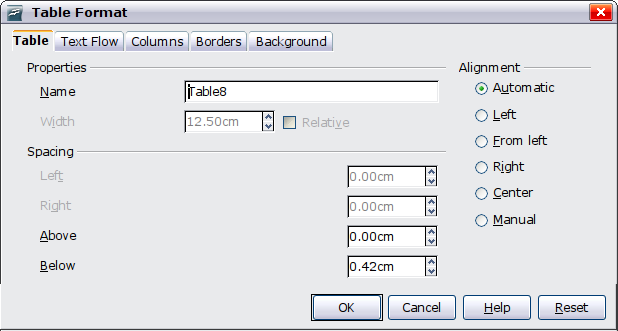 Table Format
Table Text Flow Columns Borders Background
Properties
Name Table8
Width 12.50cm Relative
Spacing
Left 0.00cm
Right 0.00cm
Above 0.00cm
Below 0.42cm
Alignment
Automatic
Left
From left
Right
Center
Manual
OK Cancel Help Reset